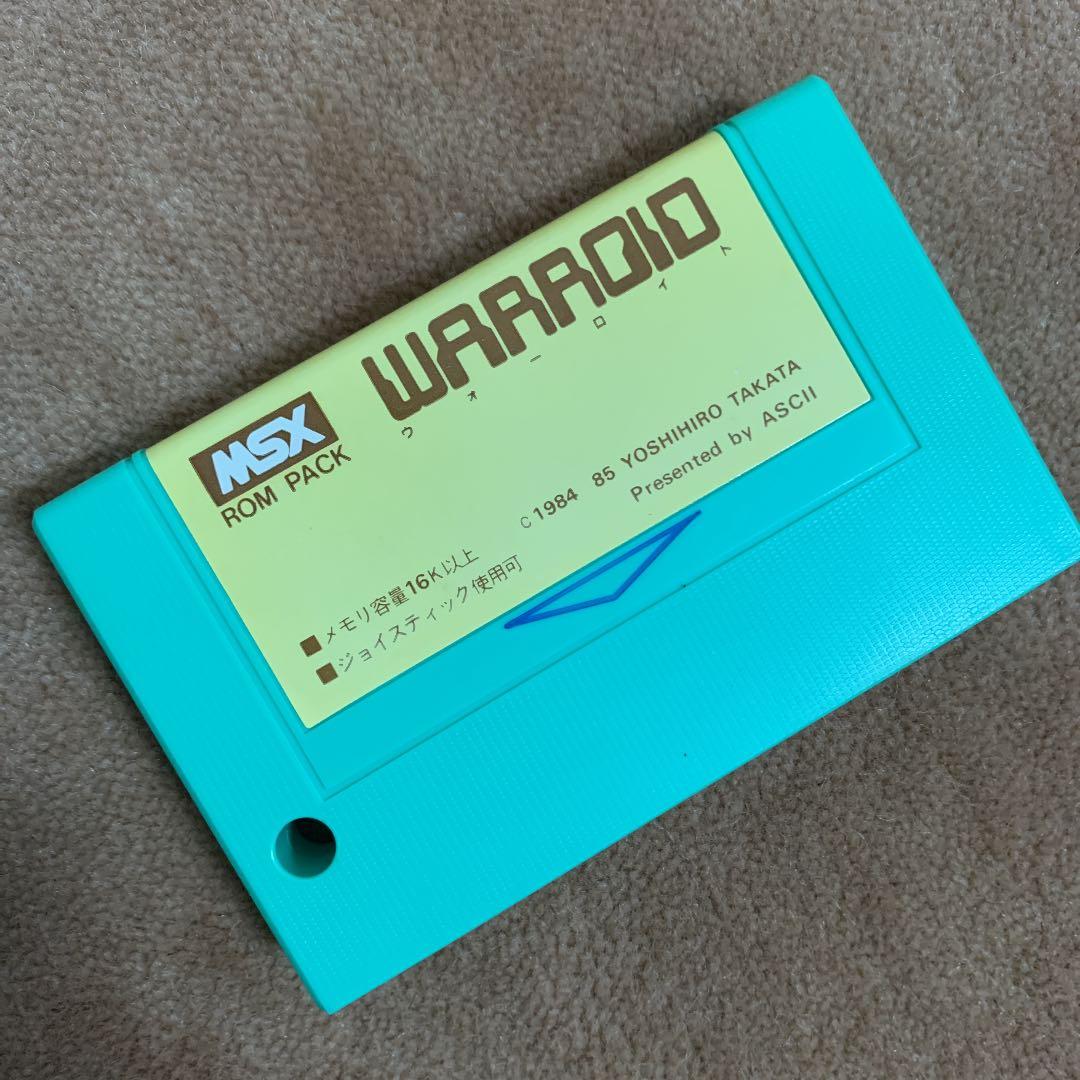 WARROID
ウォーロイト
MSX
ROM PACK
C 1984 85 YOSHIHIRO TAKATA
Presented by ASCII
■メモリ容量16K以上
■ジョイスティック使用可